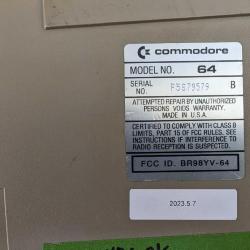 commodore
MODEL NO. 64
SERIAL
NO. P5679579 B
ATTEMPTED REPAIR BY UNAUTHORIZED
PERSONS VOIDS WARRANTY.
MADE IN U.S.A.
CERTIFIED TO COMPLY WITH CLASS B
LIMITS, PART 15 OF FCC RULES. SEE
INSTRUCTIONS IF INTERFERENCE TO
RADIO RECEPTION IS SUSPECTED.
FCC ID. BR98YV-64
2023.5.7